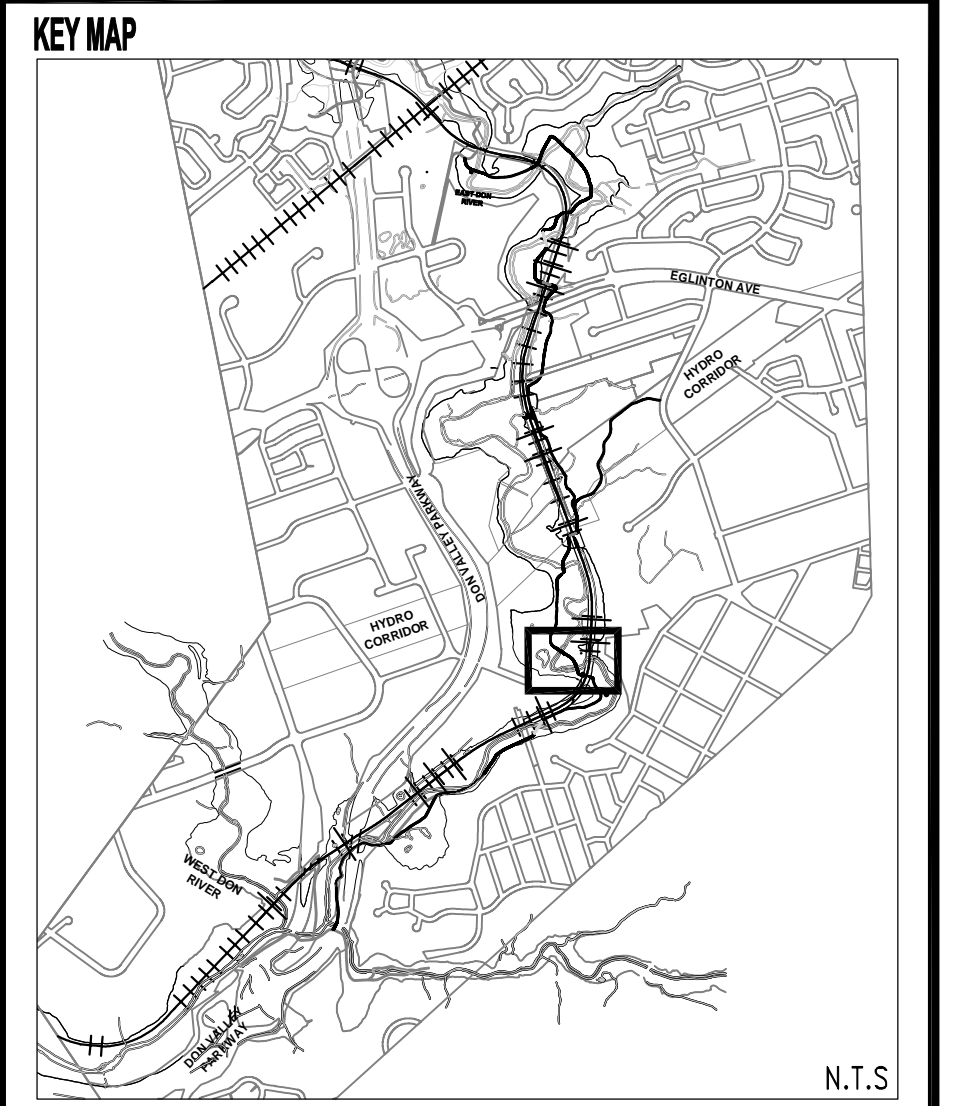 KEY MAP
EAST DON
RIVER
EGLINTON AVE
HYDRO
CORRIDOR
DON VALLEY PARKWAY
HYDRO
CORRIDOR
WEST DON
RIVER
DON VALLEY
PARKWAY
N.T.S